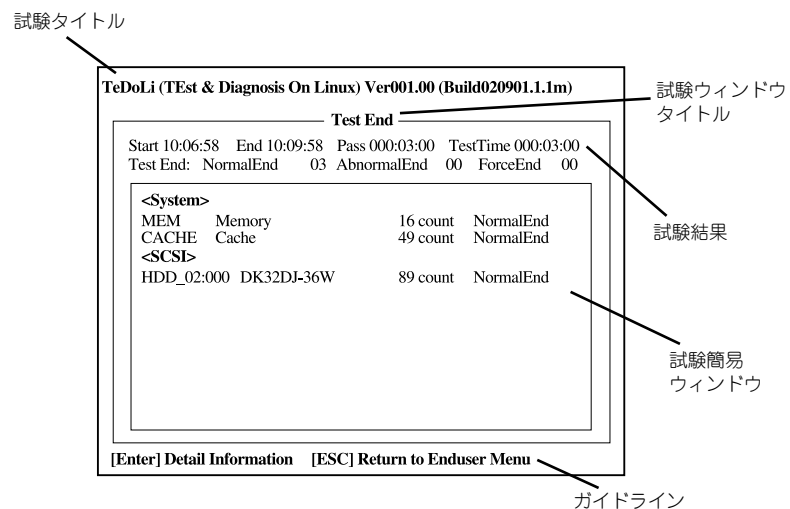 試験タイトル
TeDoLi (TEst & Diagnosis On Linux) Ver001.00 (Build020901.1.1m)
試験ウィンドウ
タイトル
Test End
Start 10:06:58 End 10:09:58 Pass 000:03:00 TestTime 000:03:00
Test End: NormalEnd 03 AbnormalEnd 00 ForceEnd 00
試験結果
<System>
MEM Memory 16 count NormalEnd
CACHE Cache 49 count NormalEnd
<SCSI>
HDD_02:000 DK32DJ-36W 89 count NormalEnd
試験簡易
ウィンドウ
[Enter] Detail Information [ESC] Return to Enduser Menu
ガイドライン